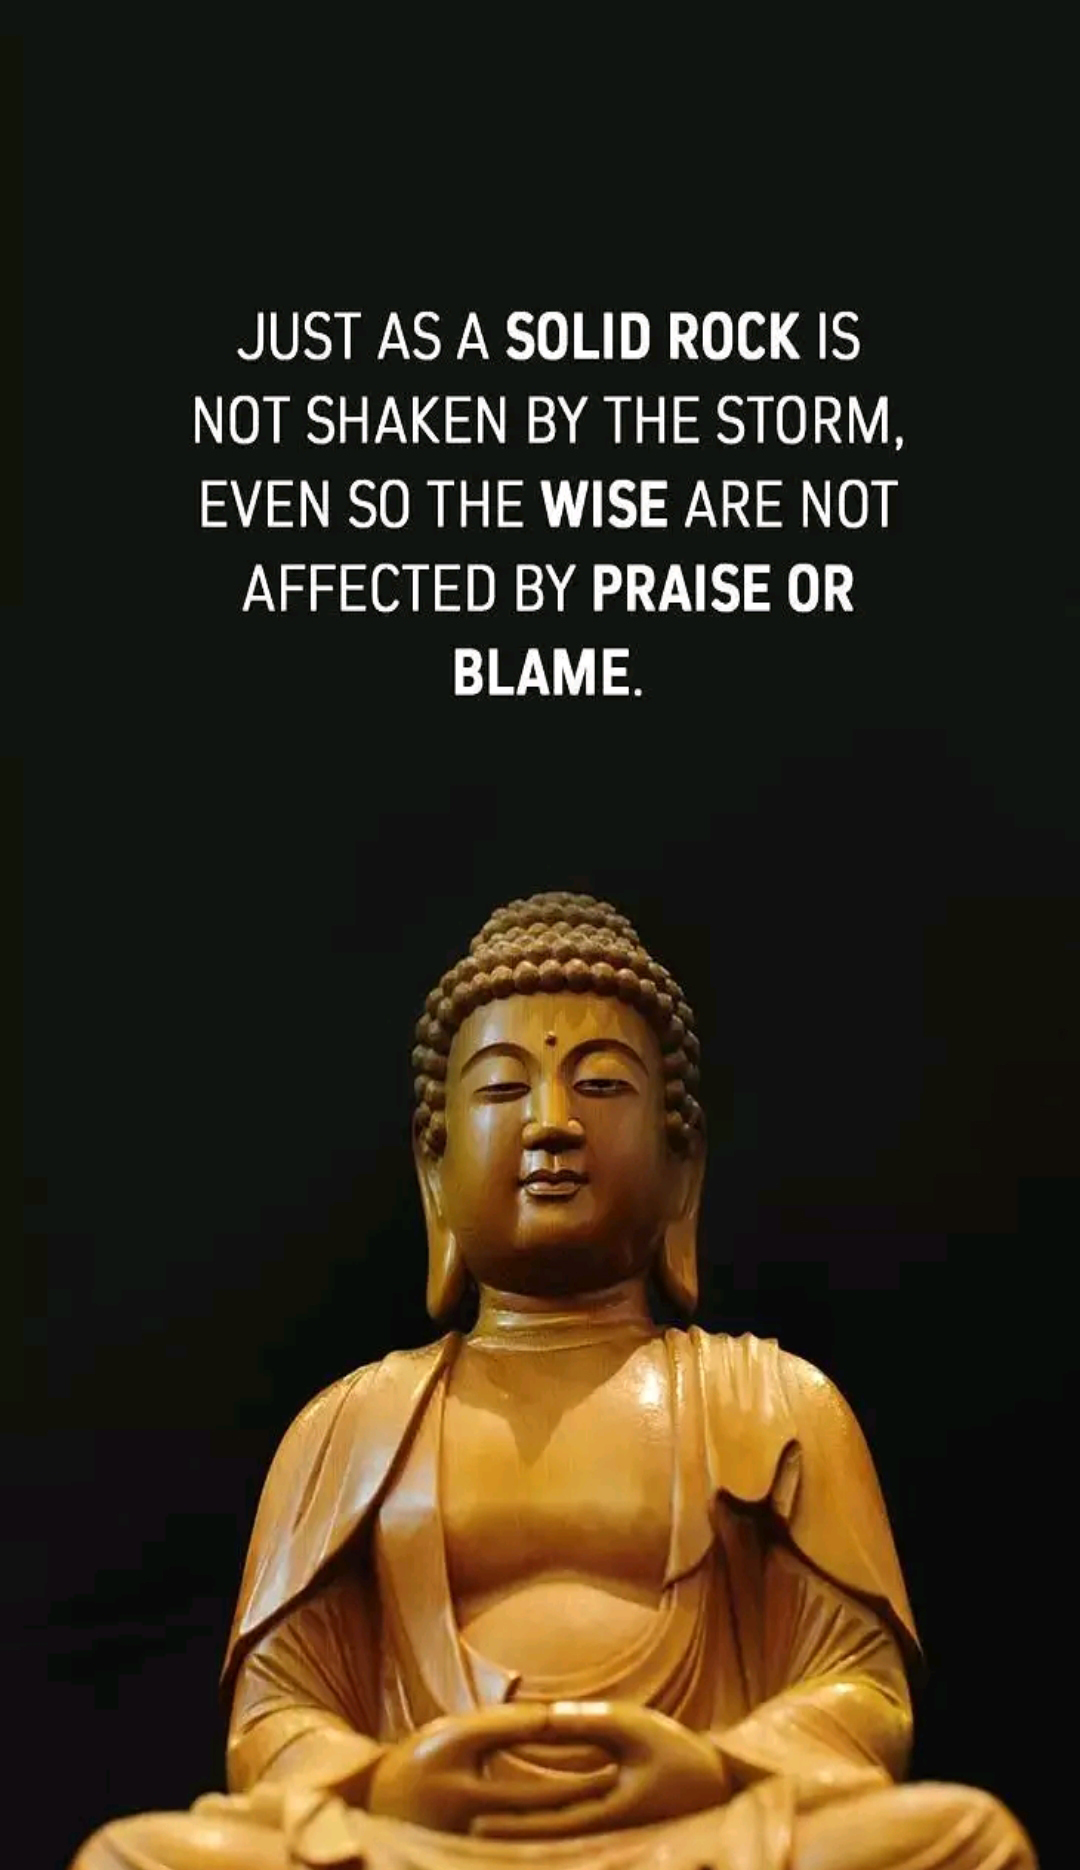 JUST AS A SOLID ROCK IS
NOT SHAKEN BY THE STORM,
EVEN SO THE WISE ARE NOT
AFFECTED BY PRAISE OR
BLAME.